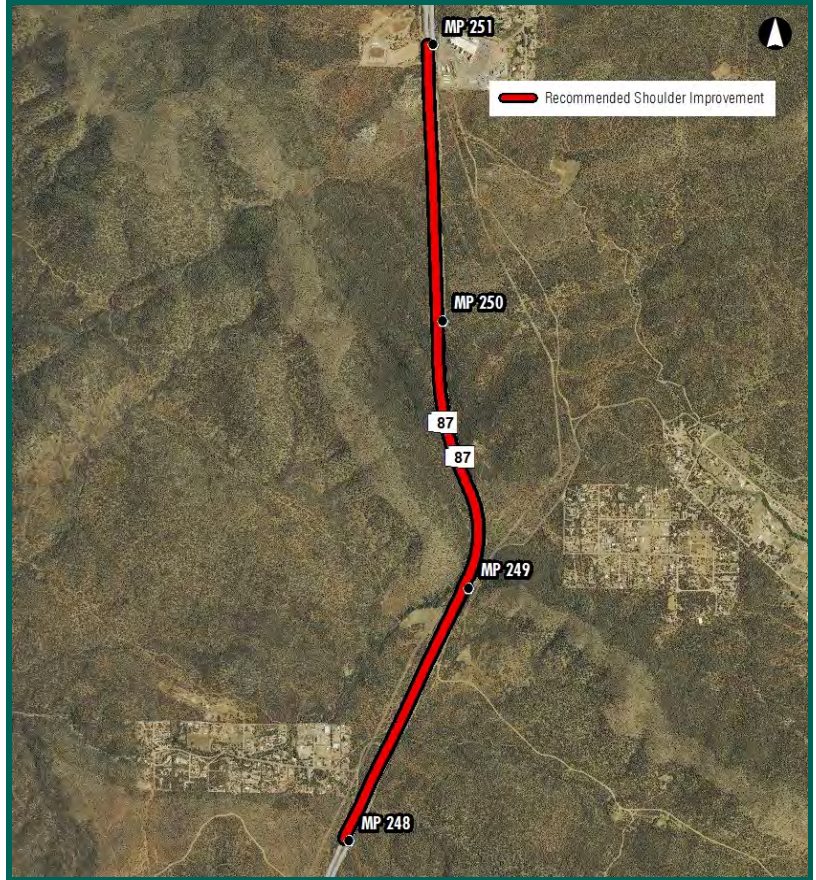 MP 251
Recommended Shoulder Improvement
MP 250
87
87
MP 249
MP 248